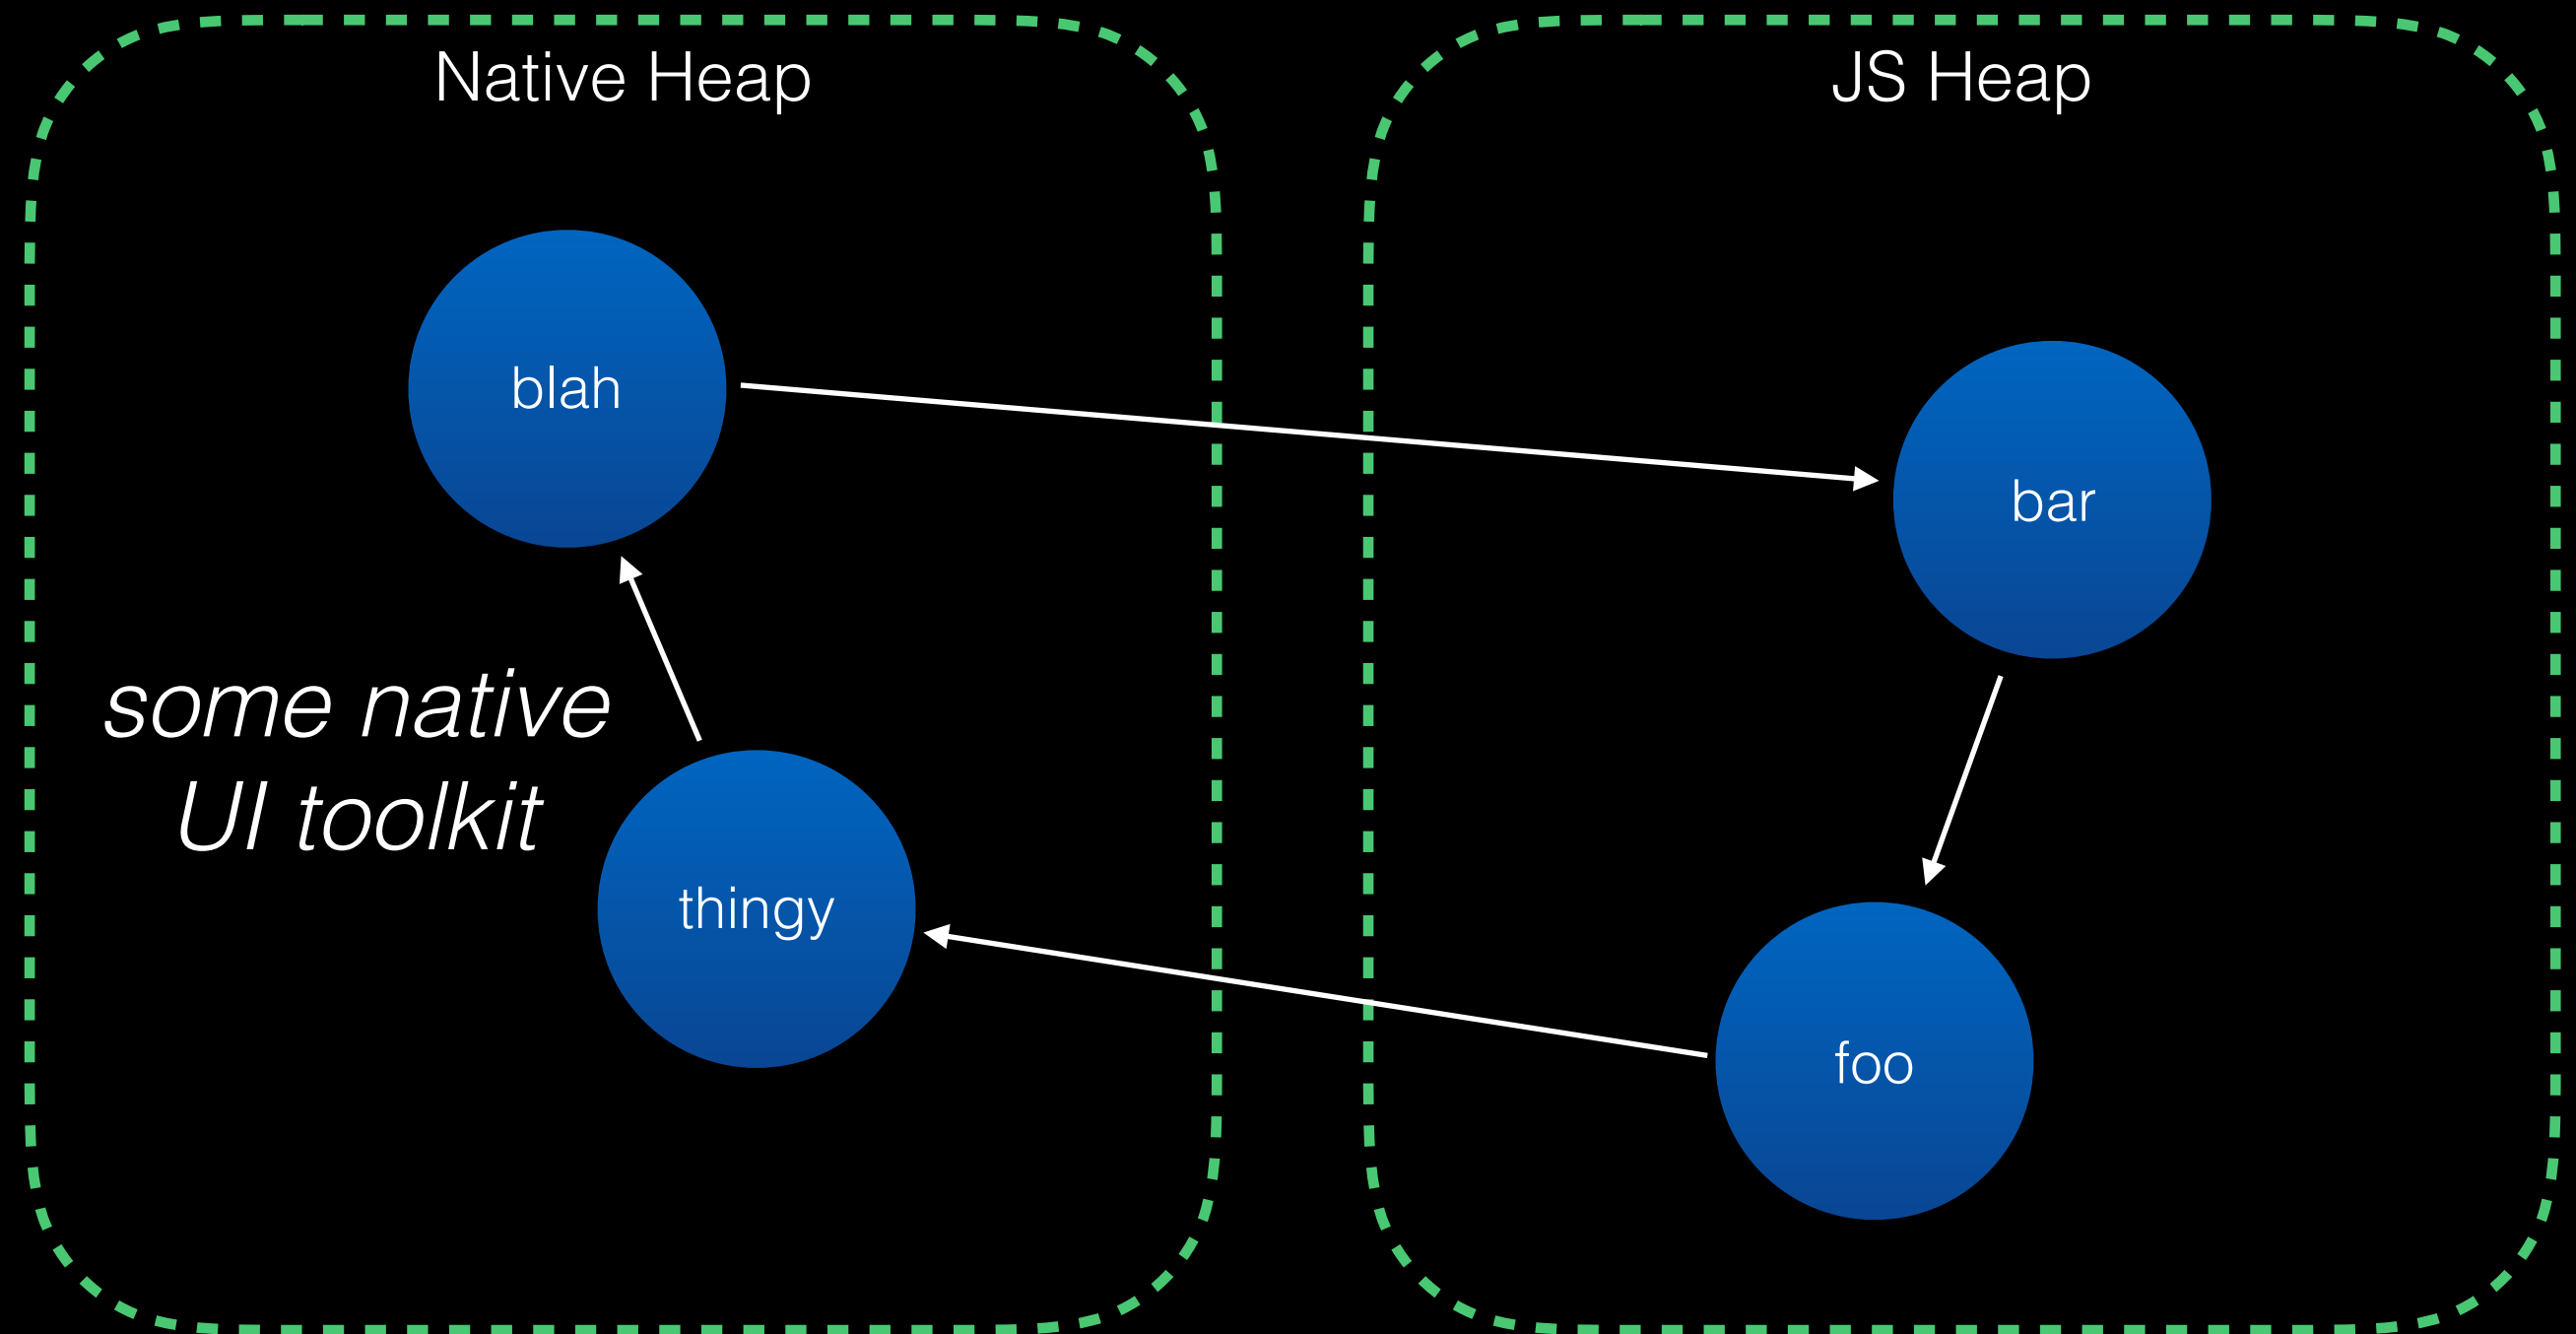 Native Heap
JS Heap
blah
bar
some native
UI toolkit
thingy
foo